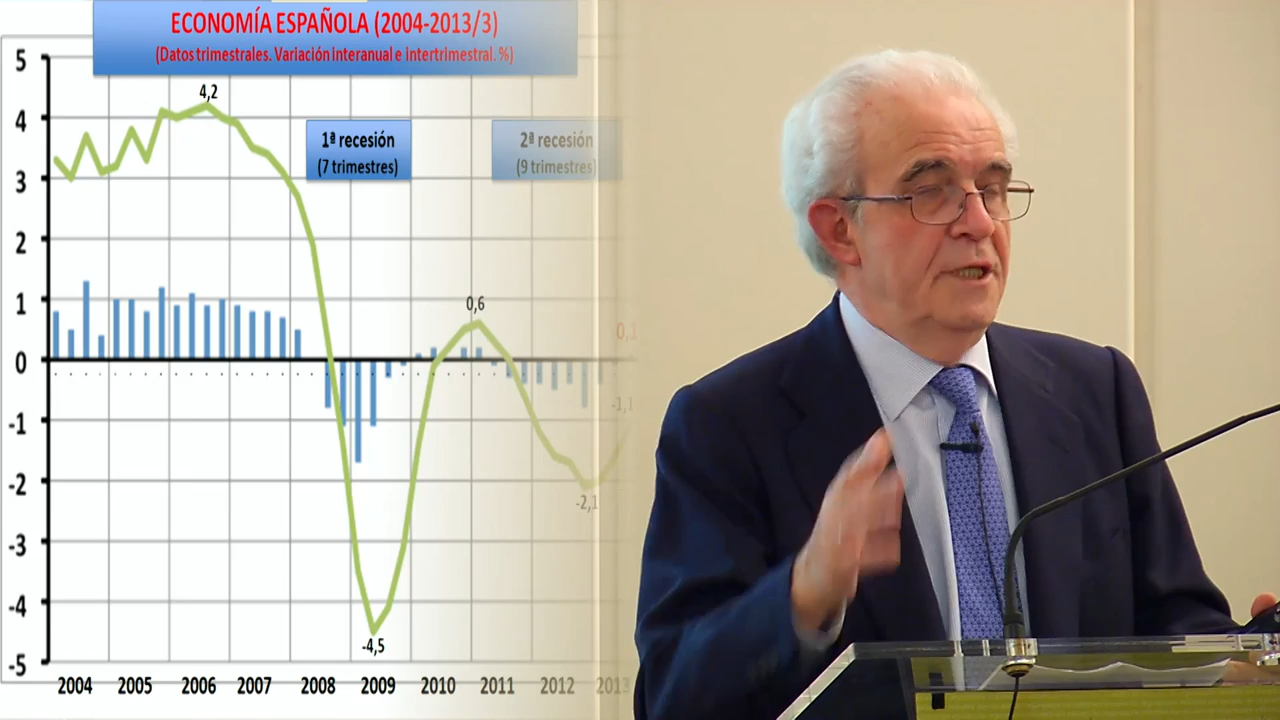 ECONOMÍA ESPAÑOLA (2004-2013/3)
(Datos trimestrales. Variación interanual e intertrimestral. %)
5
4,2
4
1ª recesión
(7 trimestres)
2ª recesión
(9 trimestres)
3
2
1
0,6
0,1
0
-1,1
-1
-2
-2,1
-3
-4
-4,5
-5
2004 2005 2006 2007 2008 2009 2010 2011 2012 2013